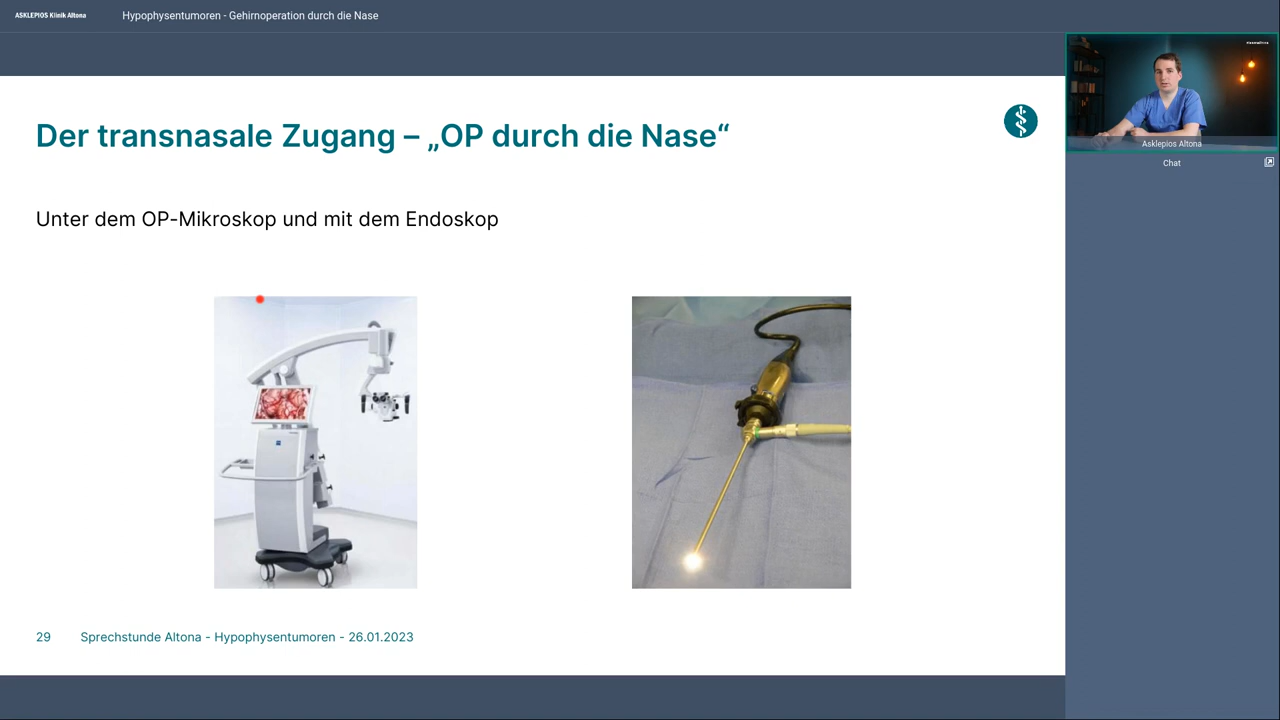 ASKLEPIOS Klinik Altona
Hypophysentumoren - Gehirnoperation durch die Nase
Der transnasale Zugang – „OP durch die Nase“
Unter dem OP-Mikroskop und mit dem Endoskop
29 Sprechstunde Altona - Hypophysentumoren - 26.01.2023
Asklepios Altona
Chat